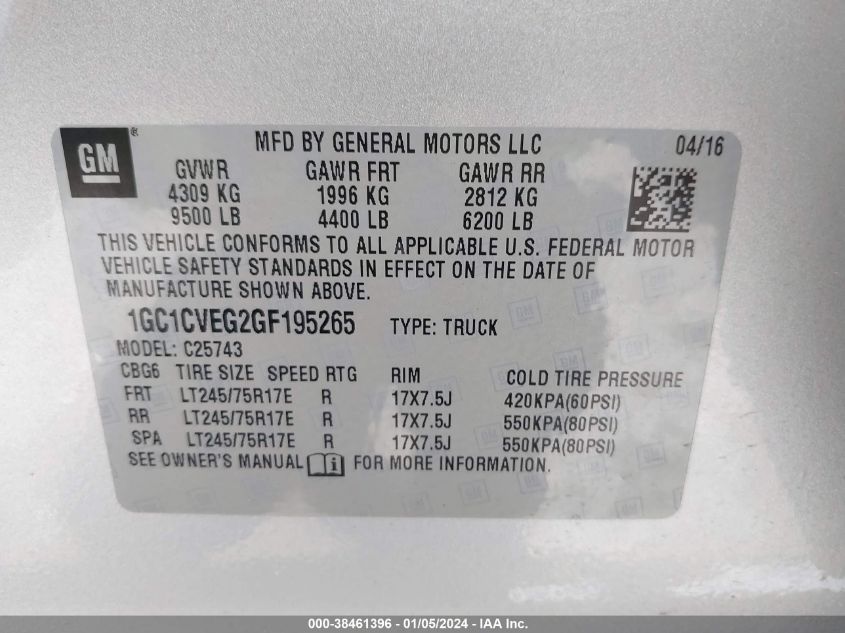 GM ® MFD BY GENERAL MOTORS LLC 04/16
GVWR GAWR FRT GAWR RR
4309 KG 1996 KG 2812 KG
9500 LB 4400 LB 6200 LB
THIS VEHICLE CONFORMS TO ALL APPLICABLE U.S. FEDERAL MOTOR
VEHICLE SAFETY STANDARDS IN EFFECT ON THE DATE OF
MANUFACTURE SHOWN ABOVE.
1GC1CVEG2GF195265 TYPE: TRUCK
MODEL: C25743
CBG6 TIRE SIZE SPEED RTG RIM COLD TIRE PRESSURE
FRT LT245/75R17E R 17X7.5J 420KPA(60PSI)
RR LT245/75R17E R 17X7.5J 550KPA(80PSI)
SPA LT245/75R17E R 17X7.5J 550KPA(80PSI)
SEE OWNER'S MANUAL FOR MORE INFORMATION.
000-38461396 - 01/05/2024 - IAA Inc.